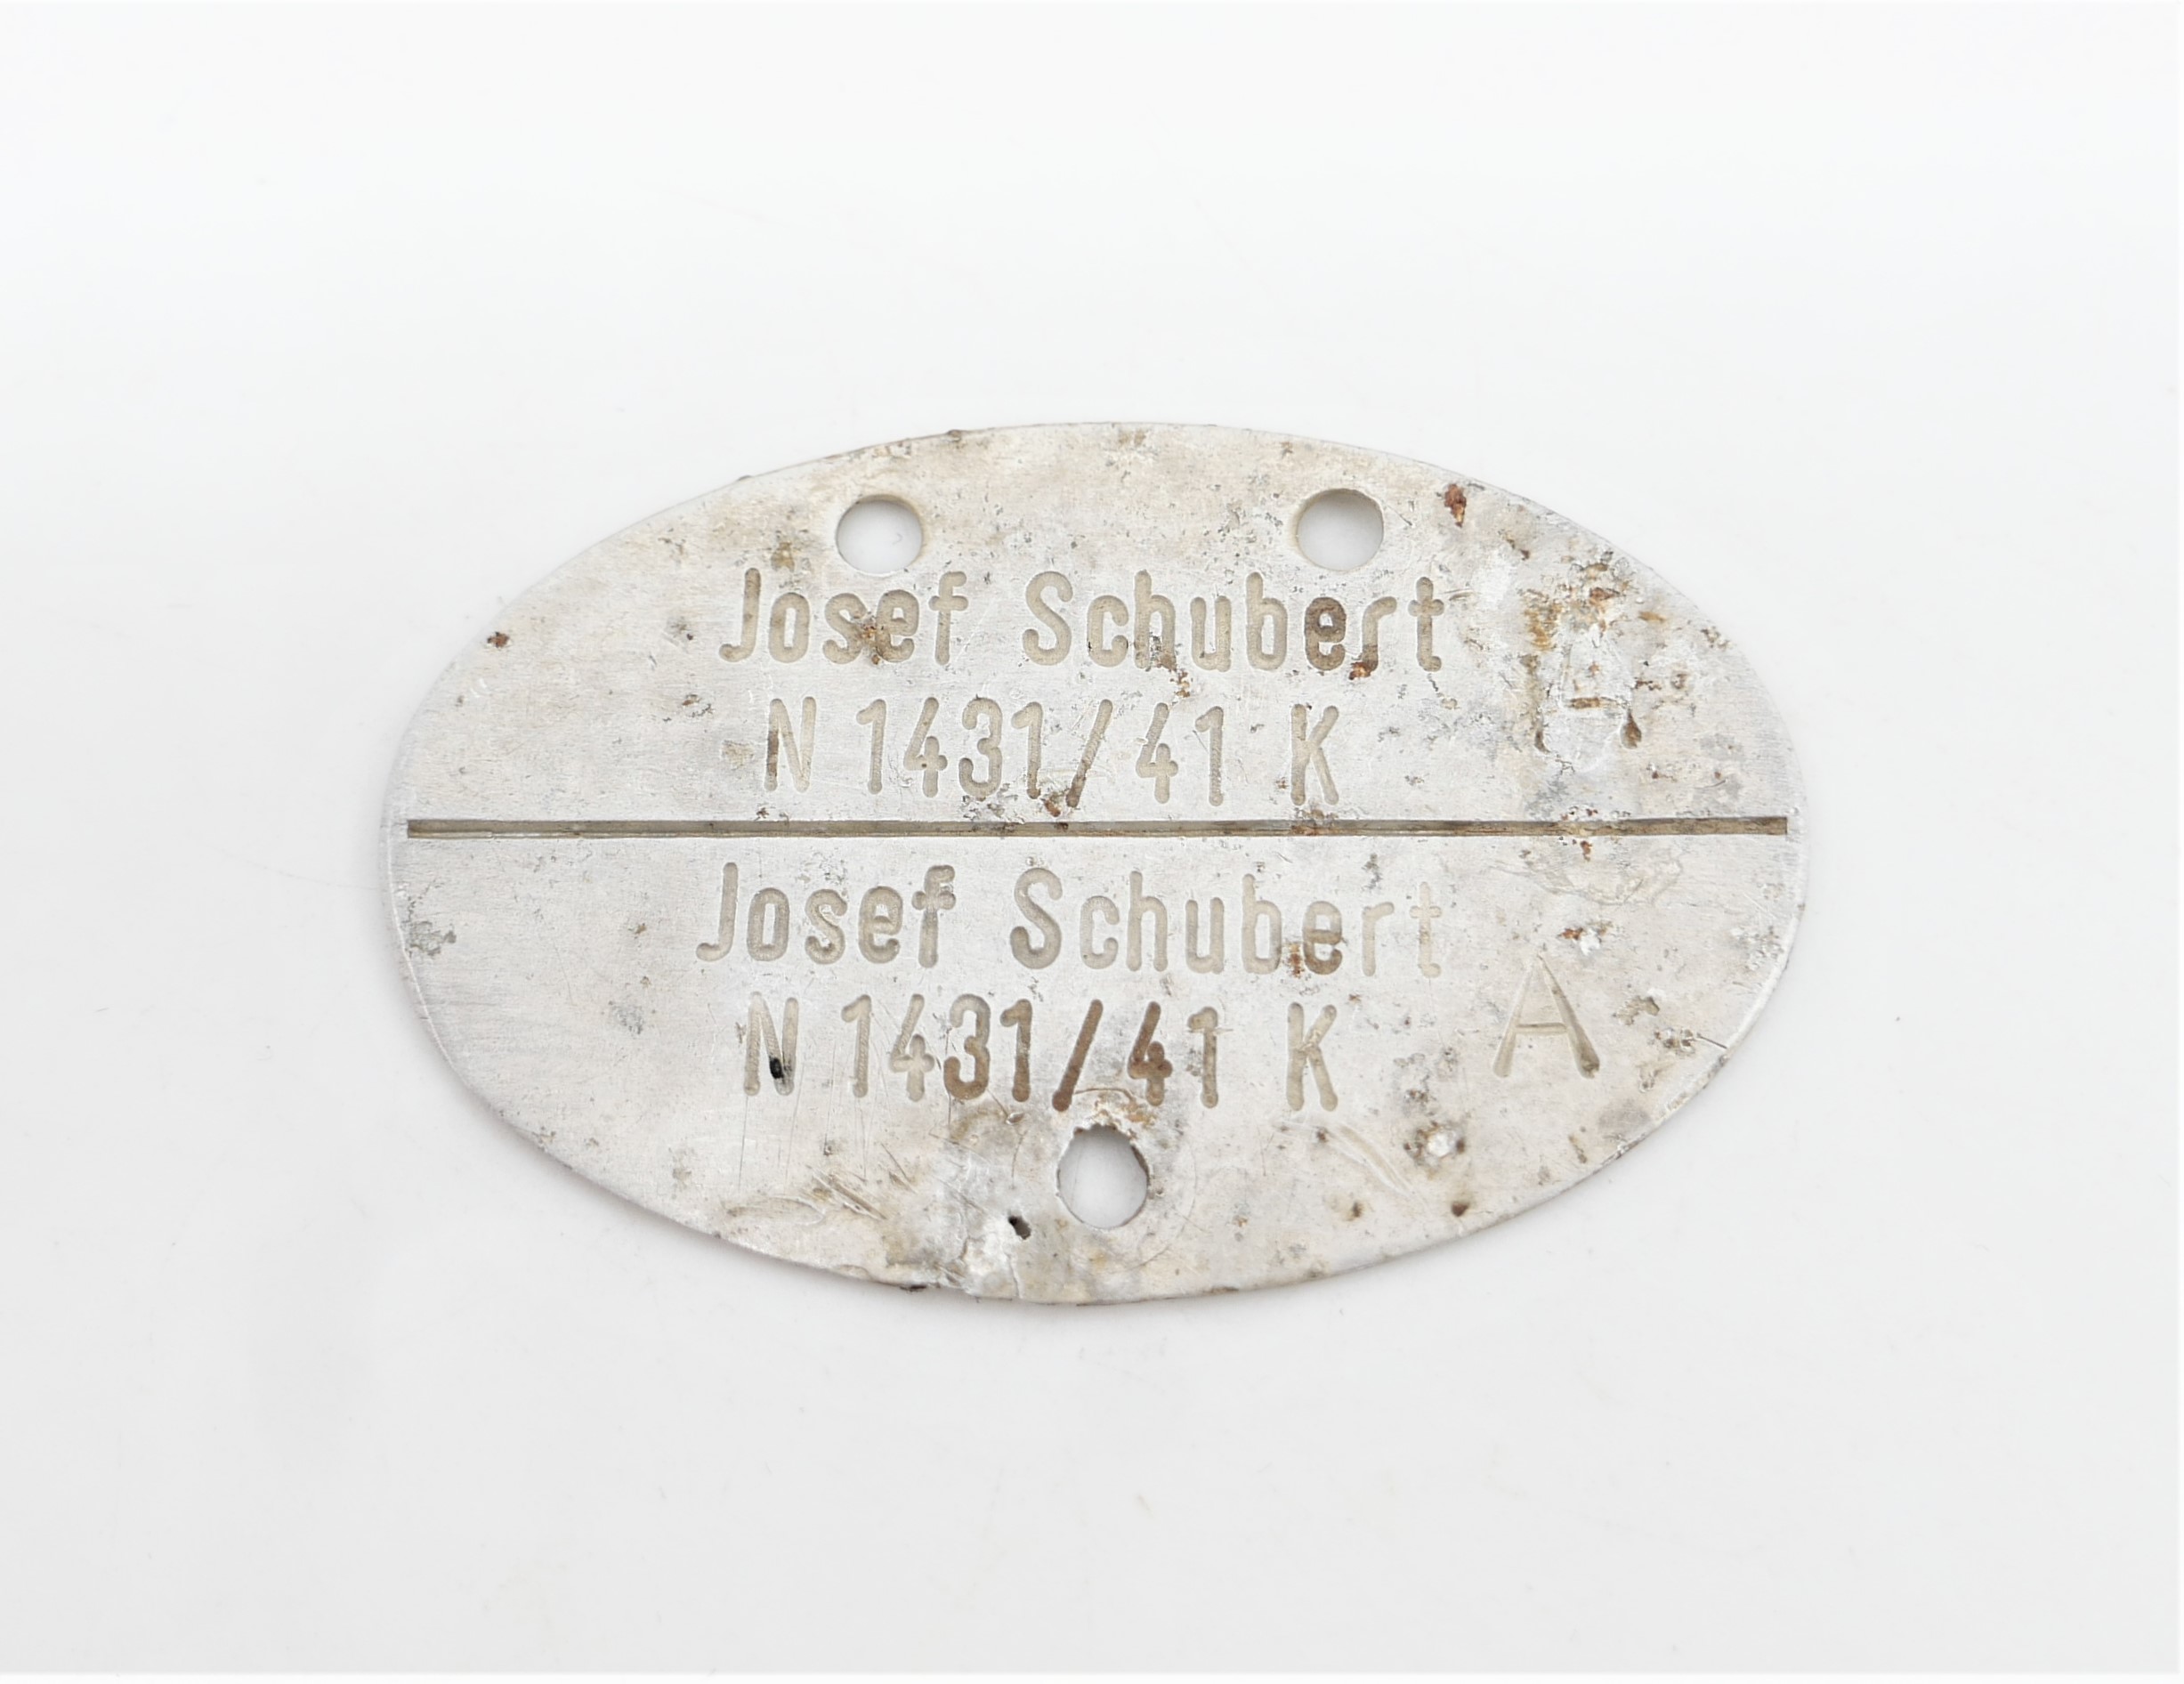 Josef Schubert
N 1431/41 K A
Josef Schubert
N 1431/41 K A